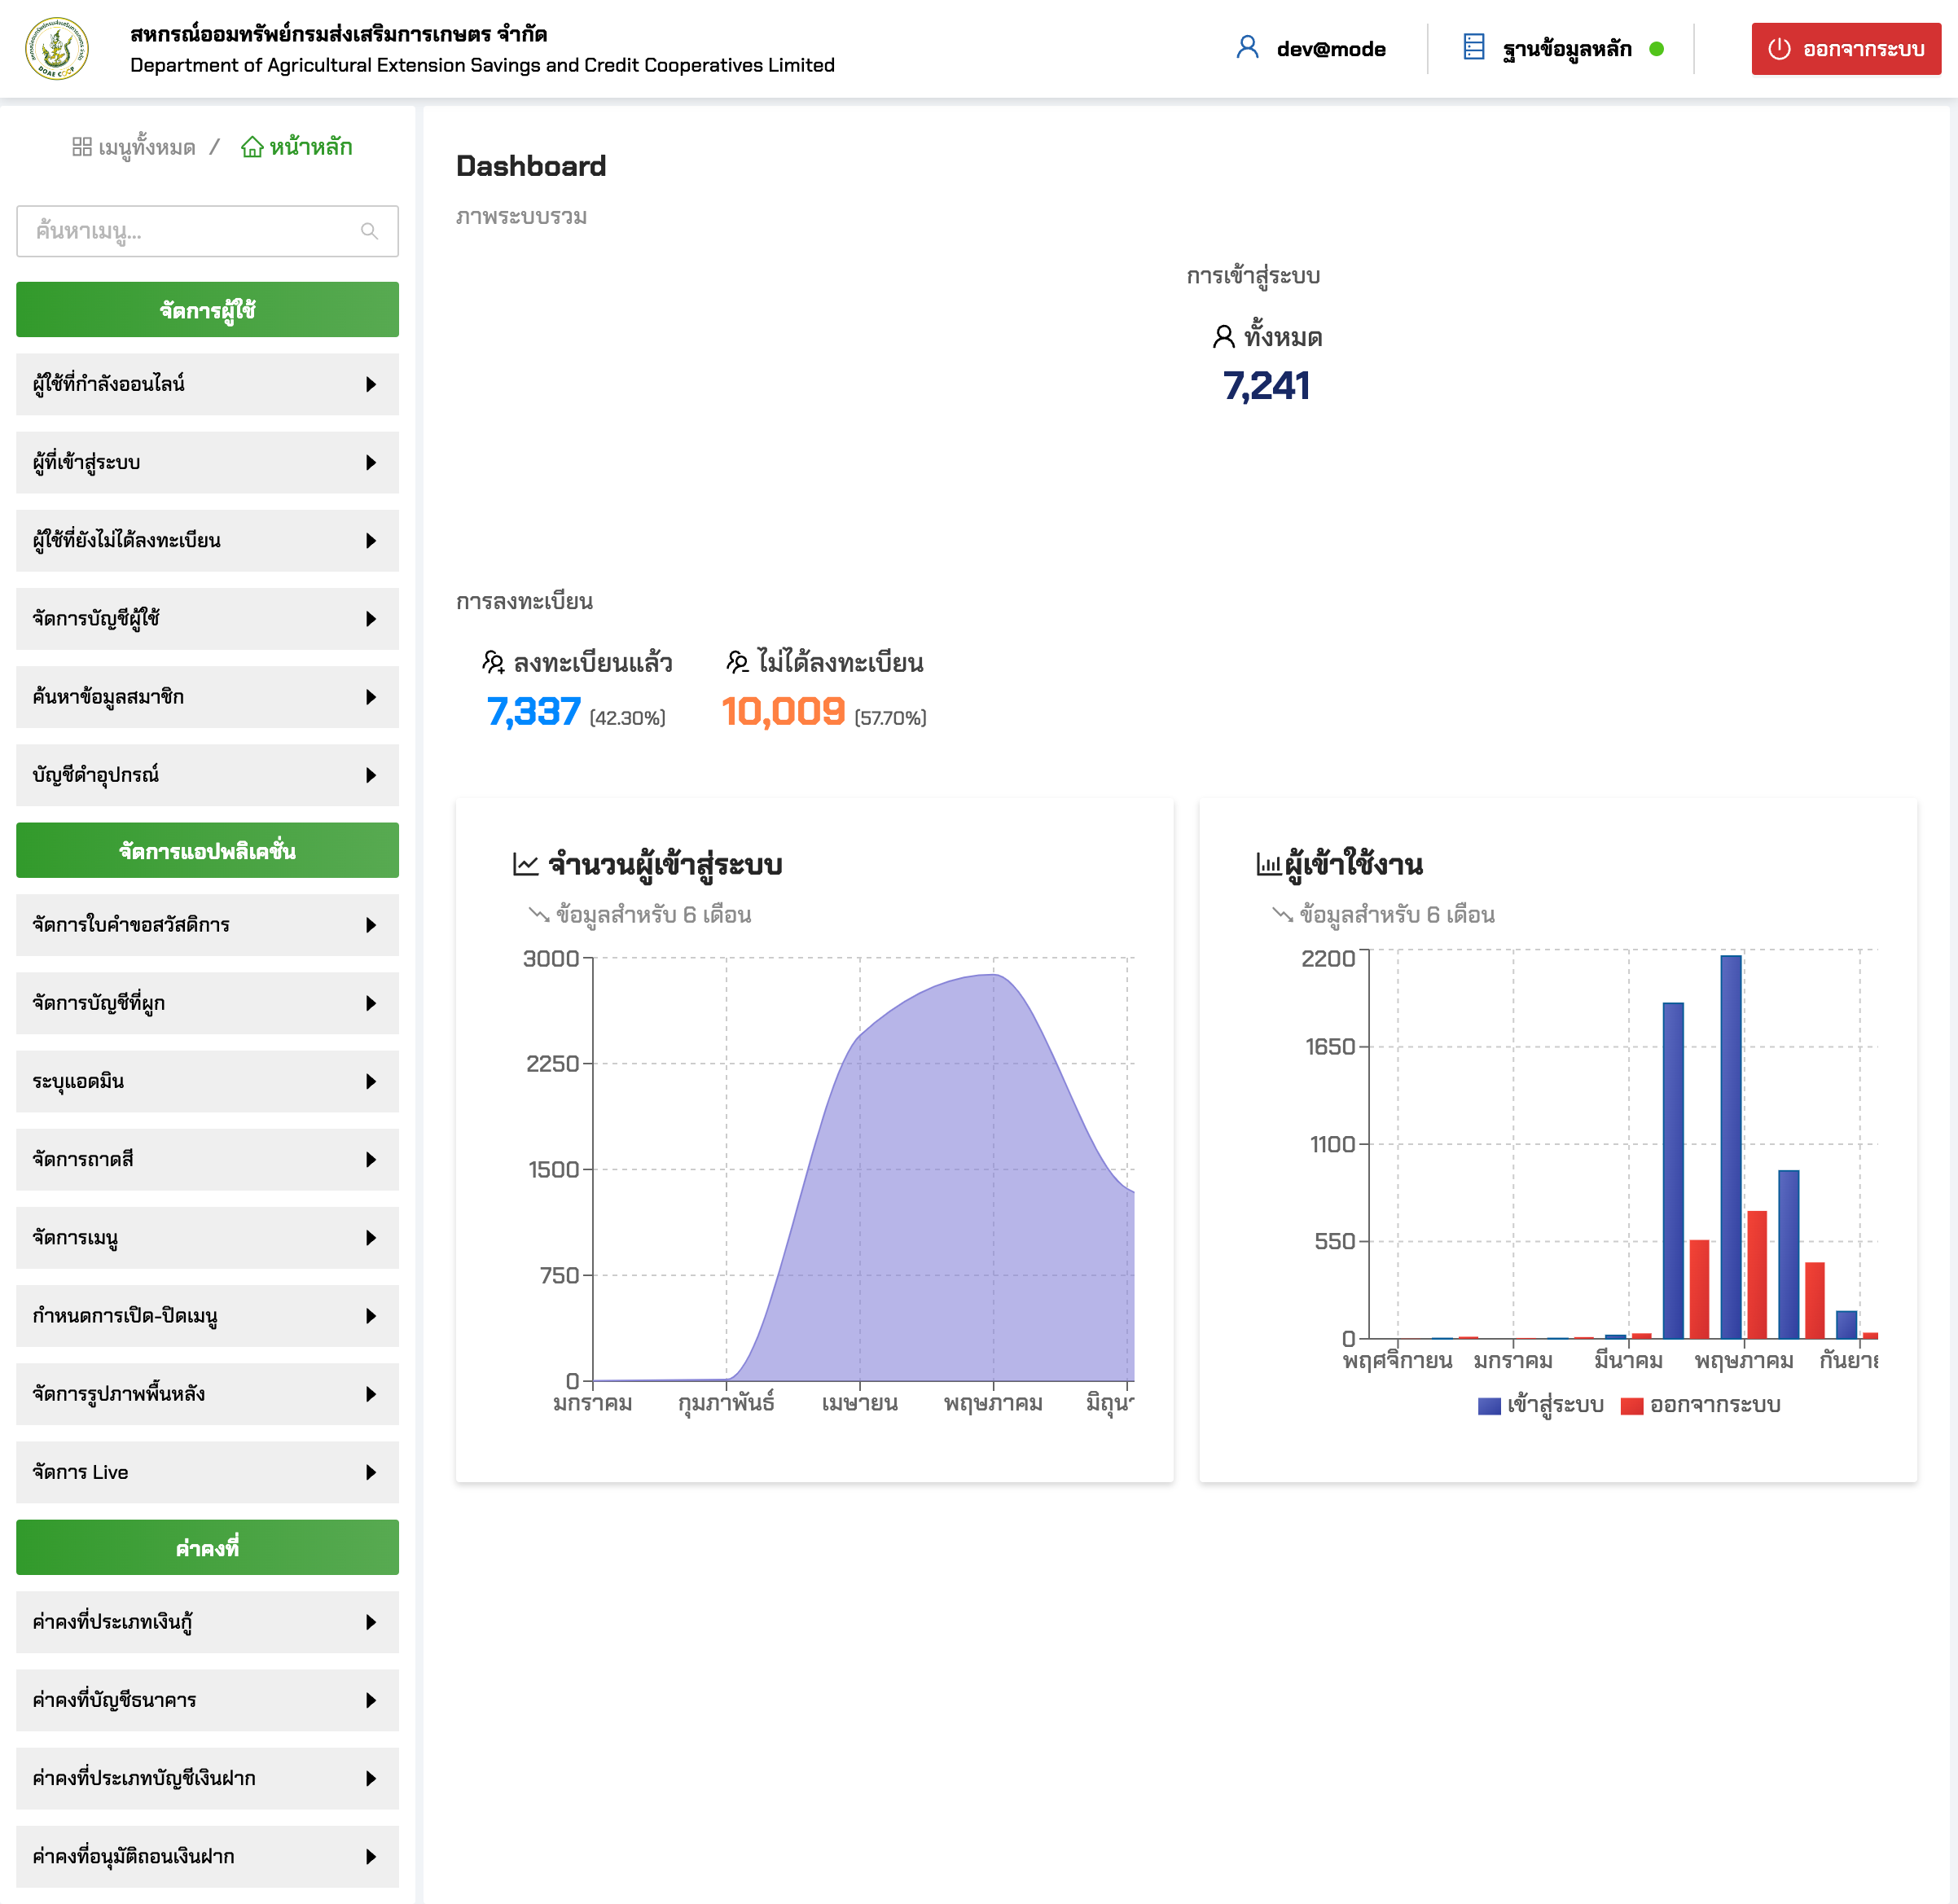 สหกรณ์ออมทรัพย์กรมส่งเสริมการเกษตร จำกัด
Department of Agricultural Extension Savings and Credit Cooperatives Limited
DOAE COOP
dev@mode
ฐานข้อมูลหลัก
ออกจากระบบ
เมนูทั้งหมด / หน้าหลัก
ค้นหาเมนู...
จัดการผู้ใช้
ผู้ใช้ที่กำลังออนไลน์
ผู้ที่เข้าสู่ระบบ
ผู้ใช้ที่ยังไม่ได้ลงทะเบียน
จัดการบัญชีผู้ใช้
ค้นหาข้อมูลสมาชิก
บัญชีดำอุปกรณ์
จัดการแอปพลิเคชั่น
จัดการใบคำขอสวัสดิการ
จัดการบัญชีที่ผูก
ระบุแอดมิน
จัดการถาดสี
จัดการเมนู
กำหนดการเปิด-ปิดเมนู
จัดการรูปภาพพื้นหลัง
จัดการ Live
ค่าคงที่
ค่าคงที่ประเภทเงินกู้
ค่าคงที่บัญชีธนาคาร
ค่าคงที่ประเภทบัญชีเงินฝาก
ค่าคงที่อนุมัติถอนเงินฝาก
Dashboard
ภาพระบบรวม
การเข้าสู่ระบบ
ทั้งหมด
7,241
การลงทะเบียน
ลงทะเบียนแล้ว
7,337 (42.30%)
ไม่ได้ลงทะเบียน
10,009 (57.70%)
จำนวนผู้เข้าสู่ระบบ
ข้อมูลสำหรับ 6 เดือน
3000
2250
1500
750
0
มกราคม กุมภาพันธ์ เมษายน พฤษภาคม มิถุน
ผู้เข้าใช้งาน
ข้อมูลสำหรับ 6 เดือน
2200
1650
1100
550
0
พฤศจิกายน มกราคม มีนาคม พฤษภาคม กันยาย
เข้าสู่ระบบ ออกจากระบบ